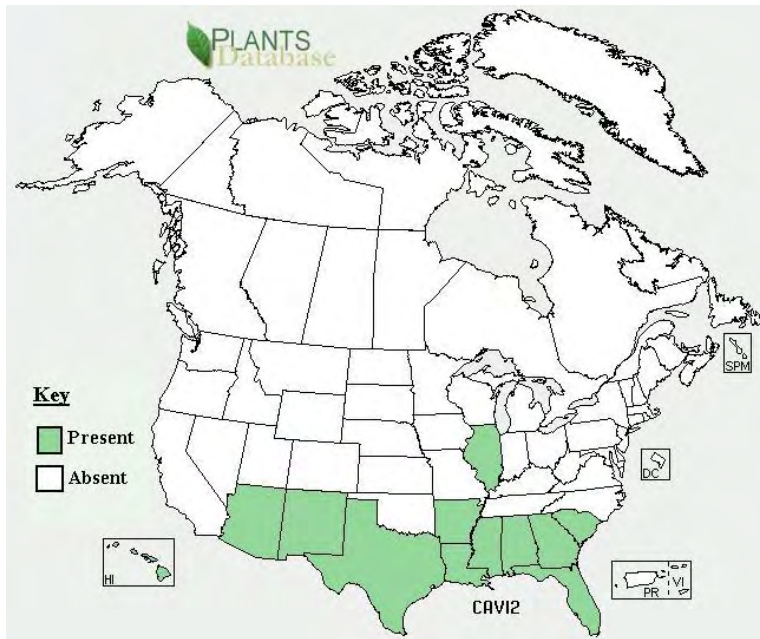 PLANTS
Database
SPM
Key
Present
Absent
DC
HI
PR
VI
CAVI2